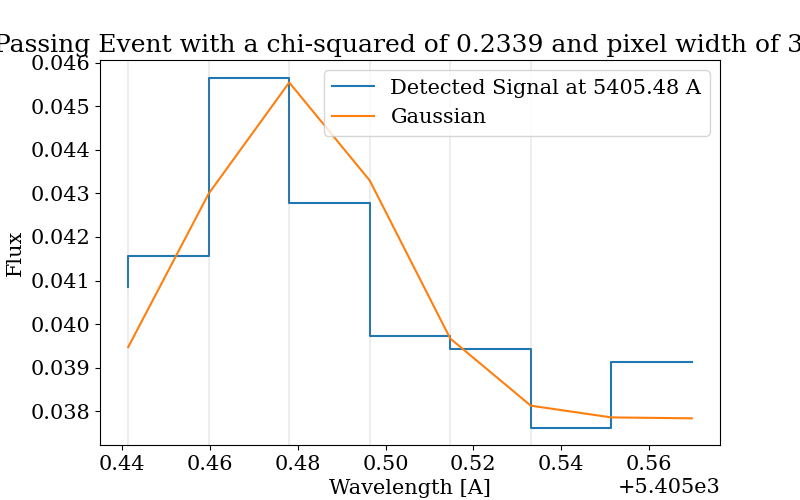 Passing Event with a chi-squared of 0.2339 and pixel width of 3
Detected Signal at 5405.48 A
Gaussian
Flux
0.046
0.045
0.044
0.043
0.042
0.041
0.040
0.039
0.038
0.44 0.46 0.48 0.50 0.52 0.54 0.56
+5.405e3
Wavelength [A]